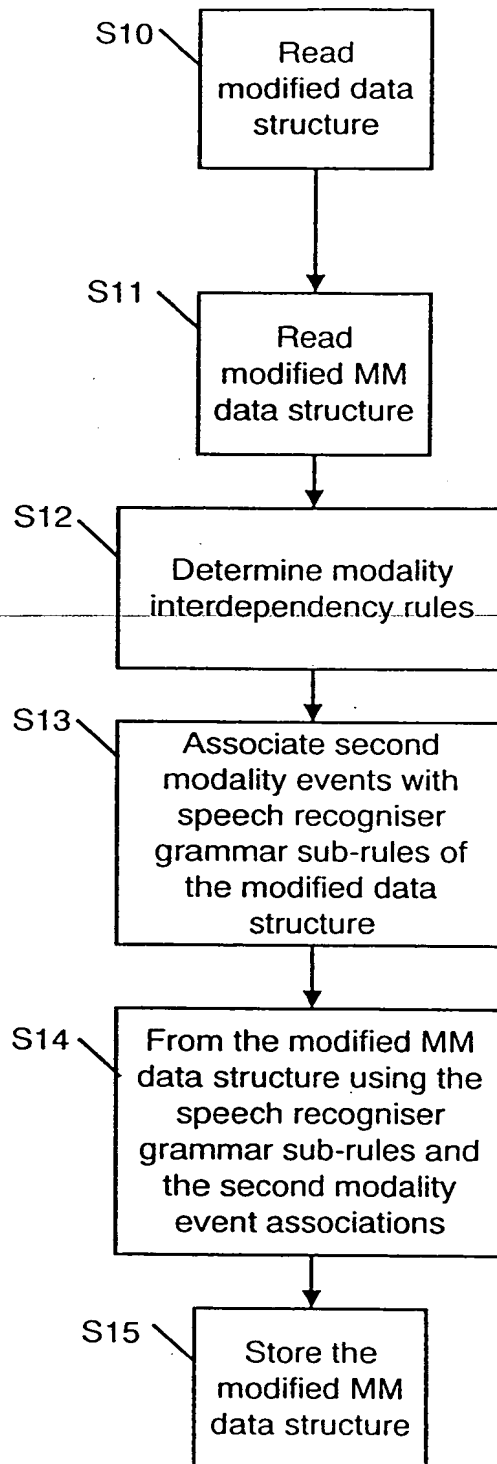 S10
Read
modified data
structure
S11
Read
modified MM
data structure
S12
Determine modality
interdependency rules
S13
Associate second
modality events with
speech recogniser
grammar sub-rules of
the modified data
structure
S14
From the modified MM
data structure using the
speech recogniser
grammar sub-rules and
the second modality
event associations
S15
Store the
modified MM
data structure